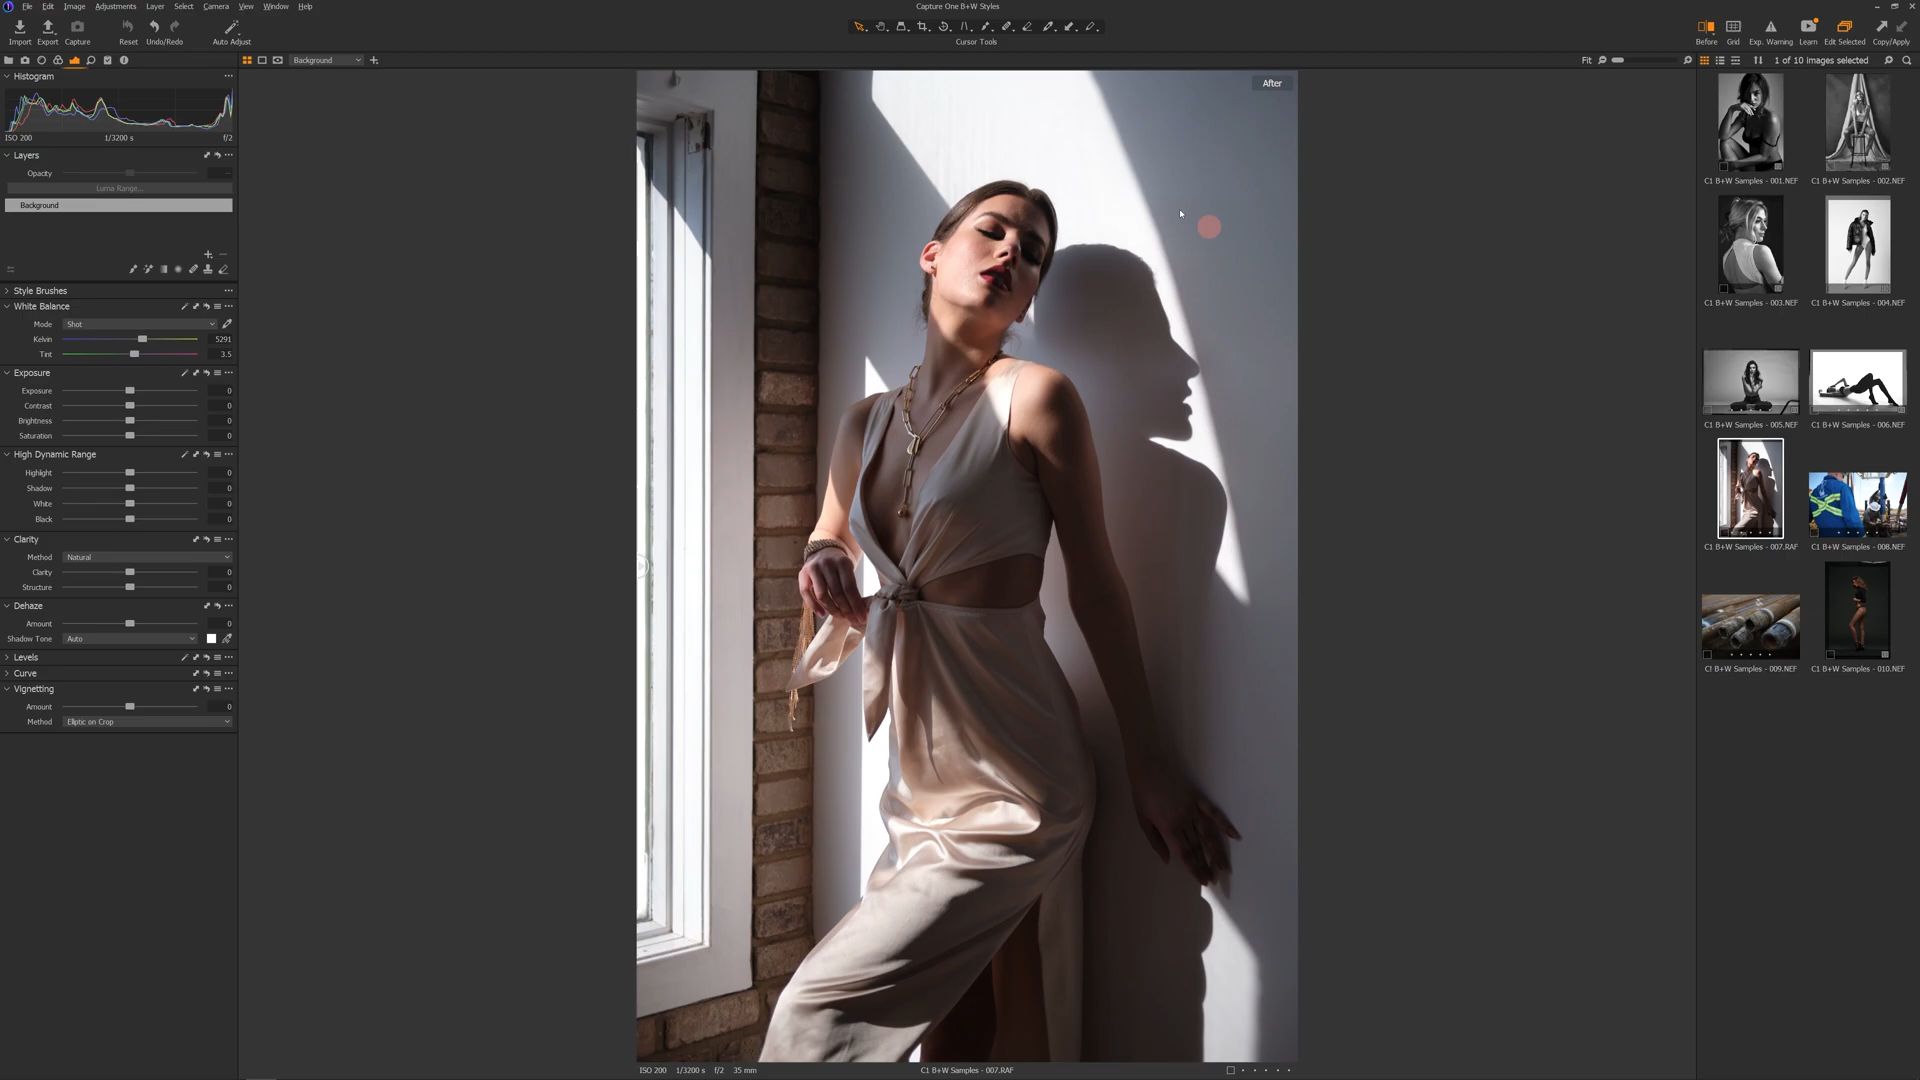 Capture One B+W Styles
File Edit Image Adjustments Layer Select Camera View Window Help
Import Export Capture Reset Undo/Redo Auto Adjust
Cursor Tools
Before Grid Exp. Warning Learn Edit Selected Copy/Apply
Background
Fit
1 of 10 images selected
Histogram
ISO 200 1/3200 s f/2
Layers
Opacity
Luma Range...
Background
Style Brushes
White Balance
Mode Shot
Kelvin 5291
Tint 3.5
Exposure
Exposure 0
Contrast 0
Brightness 0
Saturation 0
High Dynamic Range
Highlight 0
Shadow 0
White 0
Black 0
Clarity
Method Natural
Clarity 0
Structure 0
Dehaze
Amount 0
Shadow Tone Auto
Levels
Curve
Vignetting
Amount 0
Method Elliptic on Crop
After
ISO 200 1/3200 s f/2 35 mm
C1 B+W Samples - 007.RAF
C1 B+W Samples - 001.NEF C1 B+W Samples - 002.NEF
C1 B+W Samples - 003.NEF C1 B+W Samples - 004.NEF
C1 B+W Samples - 005.NEF C1 B+W Samples - 006.NEF
C1 B+W Samples - 007.RAF C1 B+W Samples - 008.NEF
C1 B+W Samples - 009.NEF C1 B+W Samples - 010.NEF